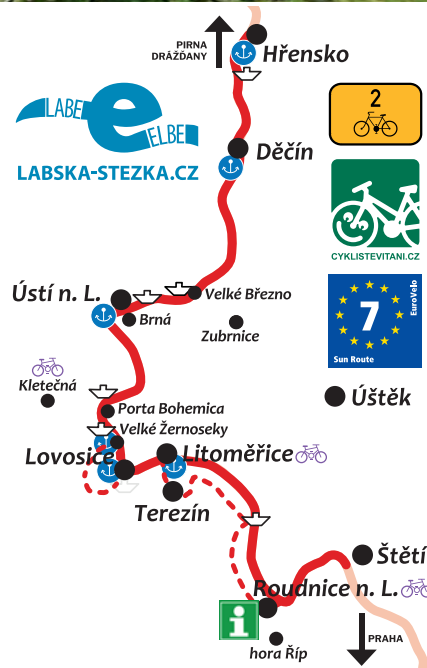 PIRNA
DRÁŽĎANY
Hřensko
LABE
e
ELBE
LABSKA-STEZKA.CZ
2
Děčín
CYKLISTEVITANI.CZ
Ústí n. L.
Velké Březno
Brná
Zubrnice
7
EuroVelo
Sun Route
Kletečná
Úštěk
Porta Bohemica
Velké Žernoseky
Lovosice
Litoměřice
Terezín
Štětí
Roudnice n. L.
i
hora Říp
PRAHA